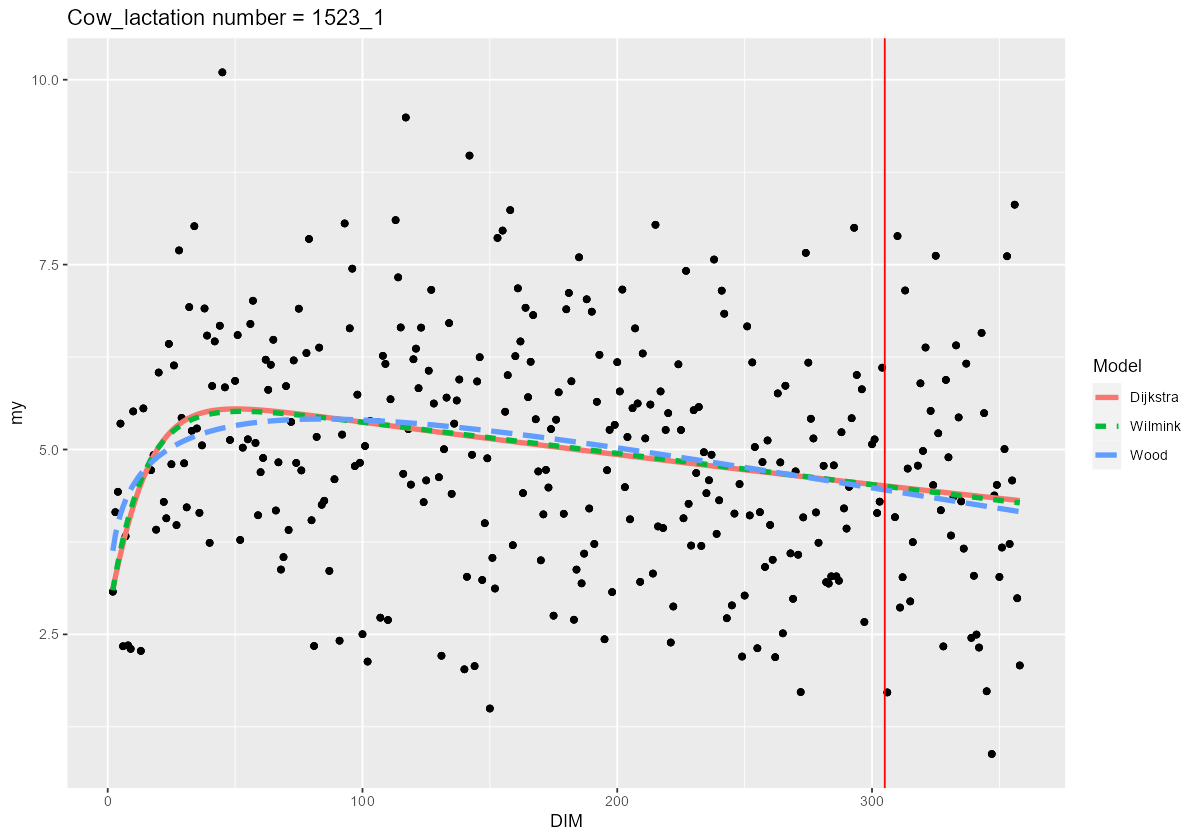 Cow_lactation number = 1523_1
10.0
7.5
5.0
2.5
my
0
100
200
300
DIM
Model
Dijkstra
Wilmink
Wood